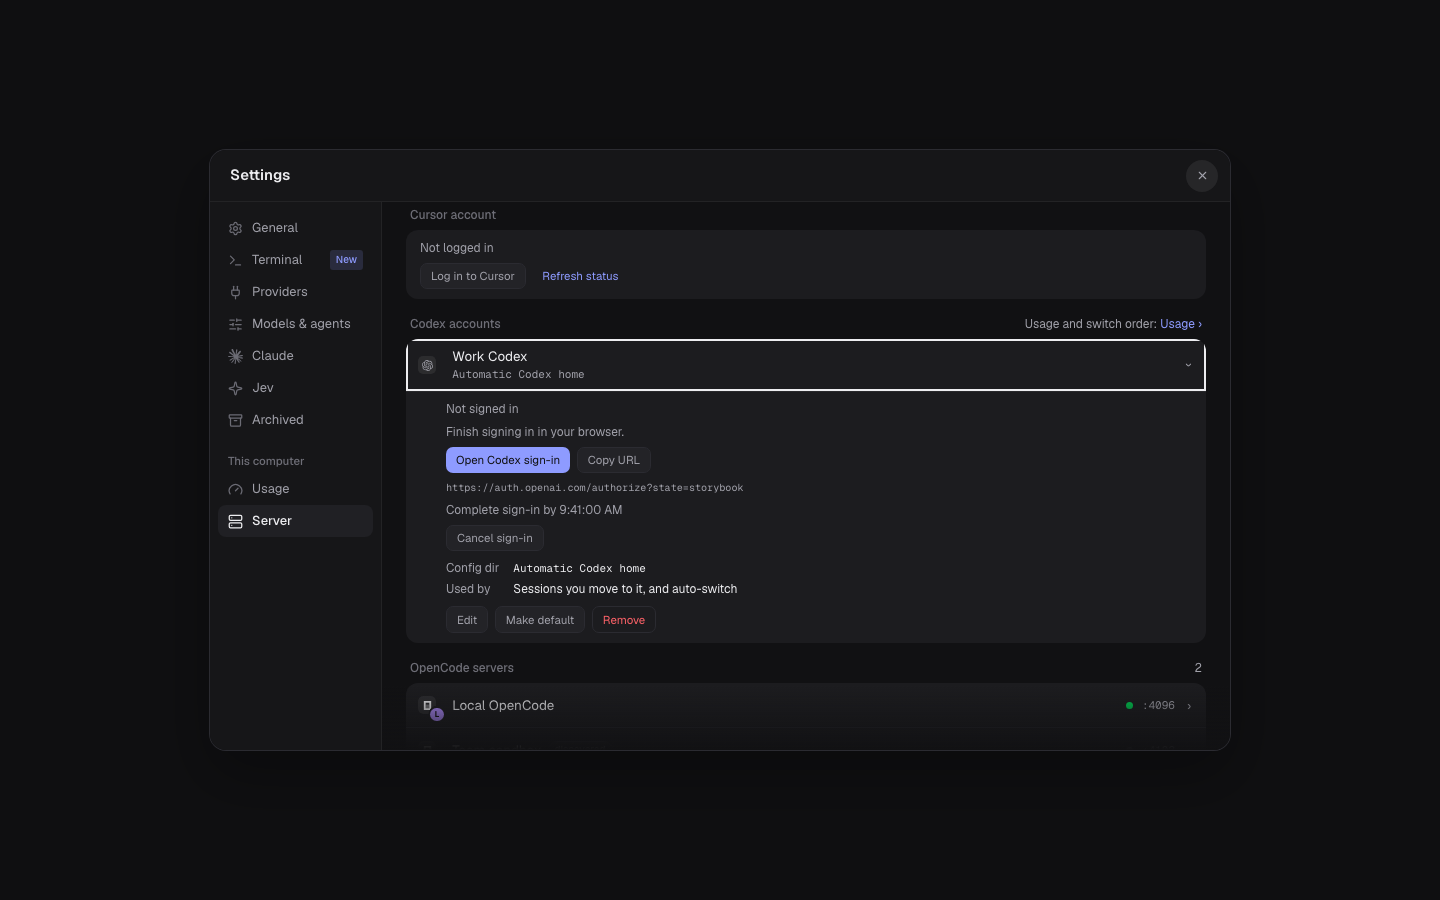 Settings
General
Terminal New
Providers
Models & agents
Claude
Jev
Archived
This computer
Usage
Server
Cursor account
Not logged in
Log in to Cursor Refresh status
Codex accounts Usage and switch order: Usage ›
Work Codex
Automatic Codex home
Not signed in
Finish signing in in your browser.
Open Codex sign-in Copy URL
https://auth.openai.com/authorize?state=storybook
Complete sign-in by 9:41:00 AM
Cancel sign-in
Config dir Automatic Codex home
Used by Sessions you move to it, and auto-switch
Edit Make default Remove
OpenCode servers 2
L Local OpenCode :4096 ›